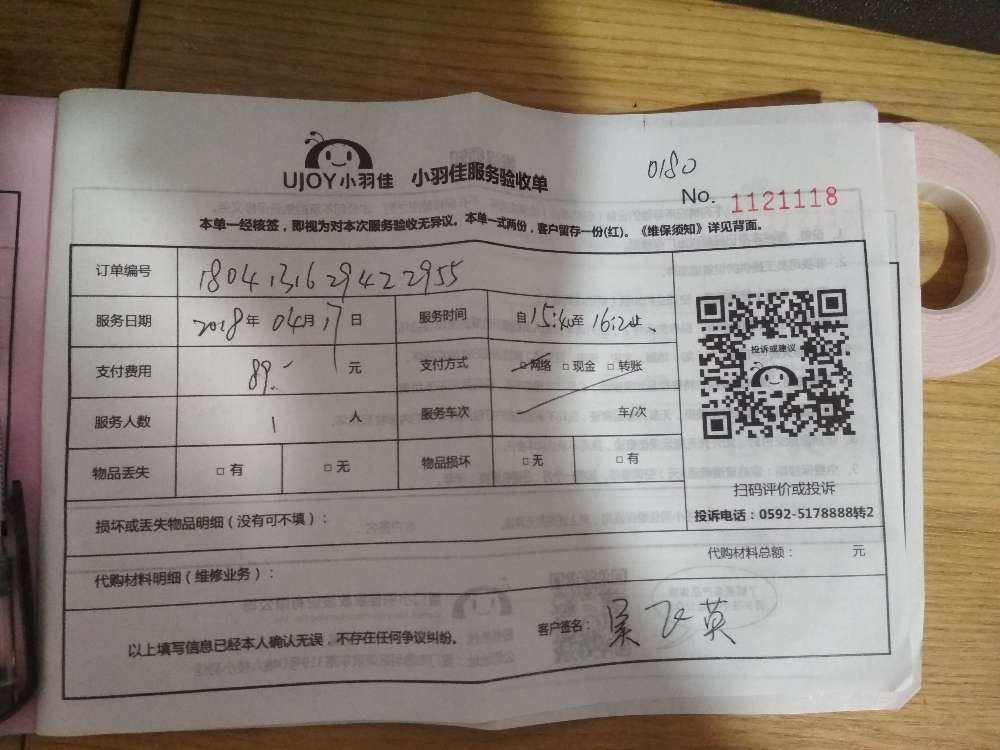 0180
UJOY小羽佳 小羽佳服务验收单
No. 1121118
本单一经核签，即视为对本次服务验收无异议。本单一式两份，客户留存一份(红)。《维保须知》详见背面。
订单编号 1804131629422955
服务日期 2018年 04月17日 服务时间 自15:40至16:20止
支付费用 89.- 元 支付方式 □网络 □现金 □转账
服务人数 1 人 服务车次 车/次
物品丢失 □有 □无 物品损坏 □无 □有
投诉或建议
扫码评价或投诉
投诉电话：0592-5178888转2
损坏或丢失物品明细（没有可不填）：
代购材料明细（维修业务）： 代购材料总额： 元
以上填写信息已经本人确认无误，不存在任何争议纠纷。 客户签名： 吴飞英